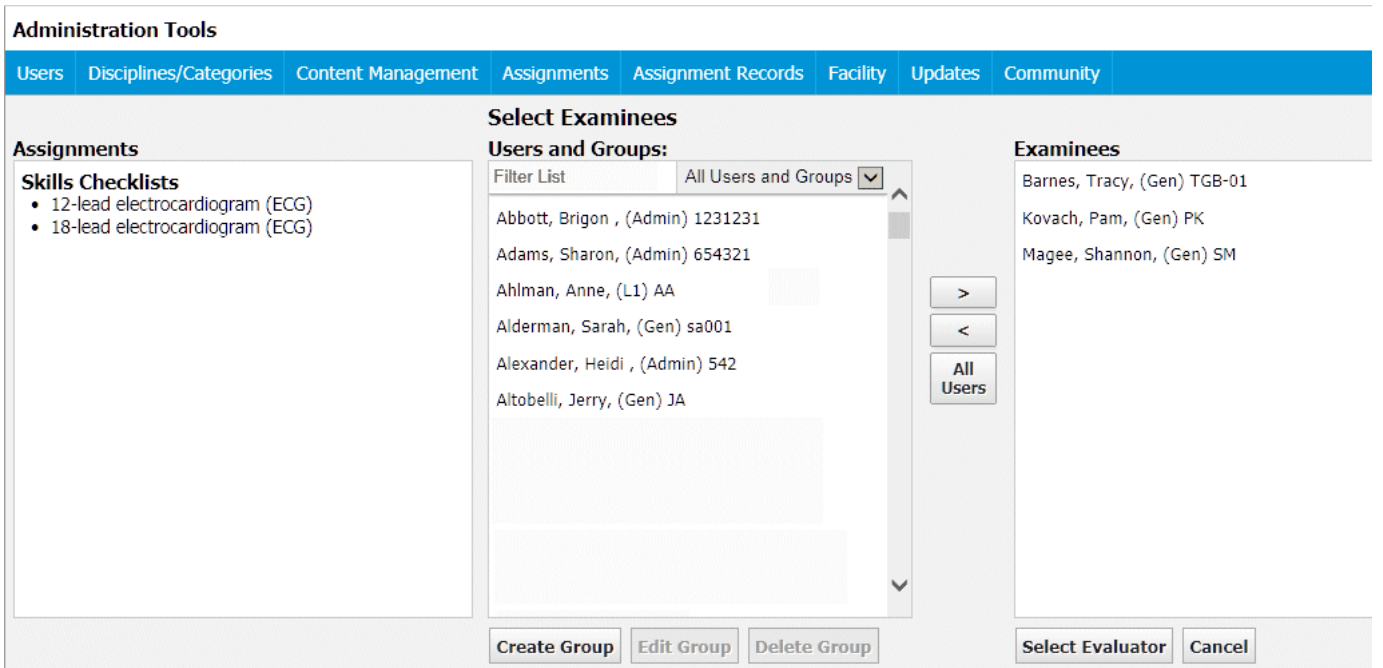 Administration Tools
Users Disciplines/Categories Content Management Assignments Assignment Records Facility Updates Community
Select Examinees
Assignments
Skills Checklists
• 12-lead electrocardiogram (ECG)
• 18-lead electrocardiogram (ECG)
Users and Groups:
Filter List All Users and Groups
Abbott, Brigon , (Admin) 1231231
Adams, Sharon, (Admin) 654321
Ahlman, Anne, (L1) AA
Alderman, Sarah, (Gen) sa001
Alexander, Heidi , (Admin) 542
Altobelli, Jerry, (Gen) JA
Create Group Edit Group Delete Group
>
<
All
Users
Examinees
Barnes, Tracy, (Gen) TGB-01
Kovach, Pam, (Gen) PK
Magee, Shannon, (Gen) SM
Select Evaluator Cancel